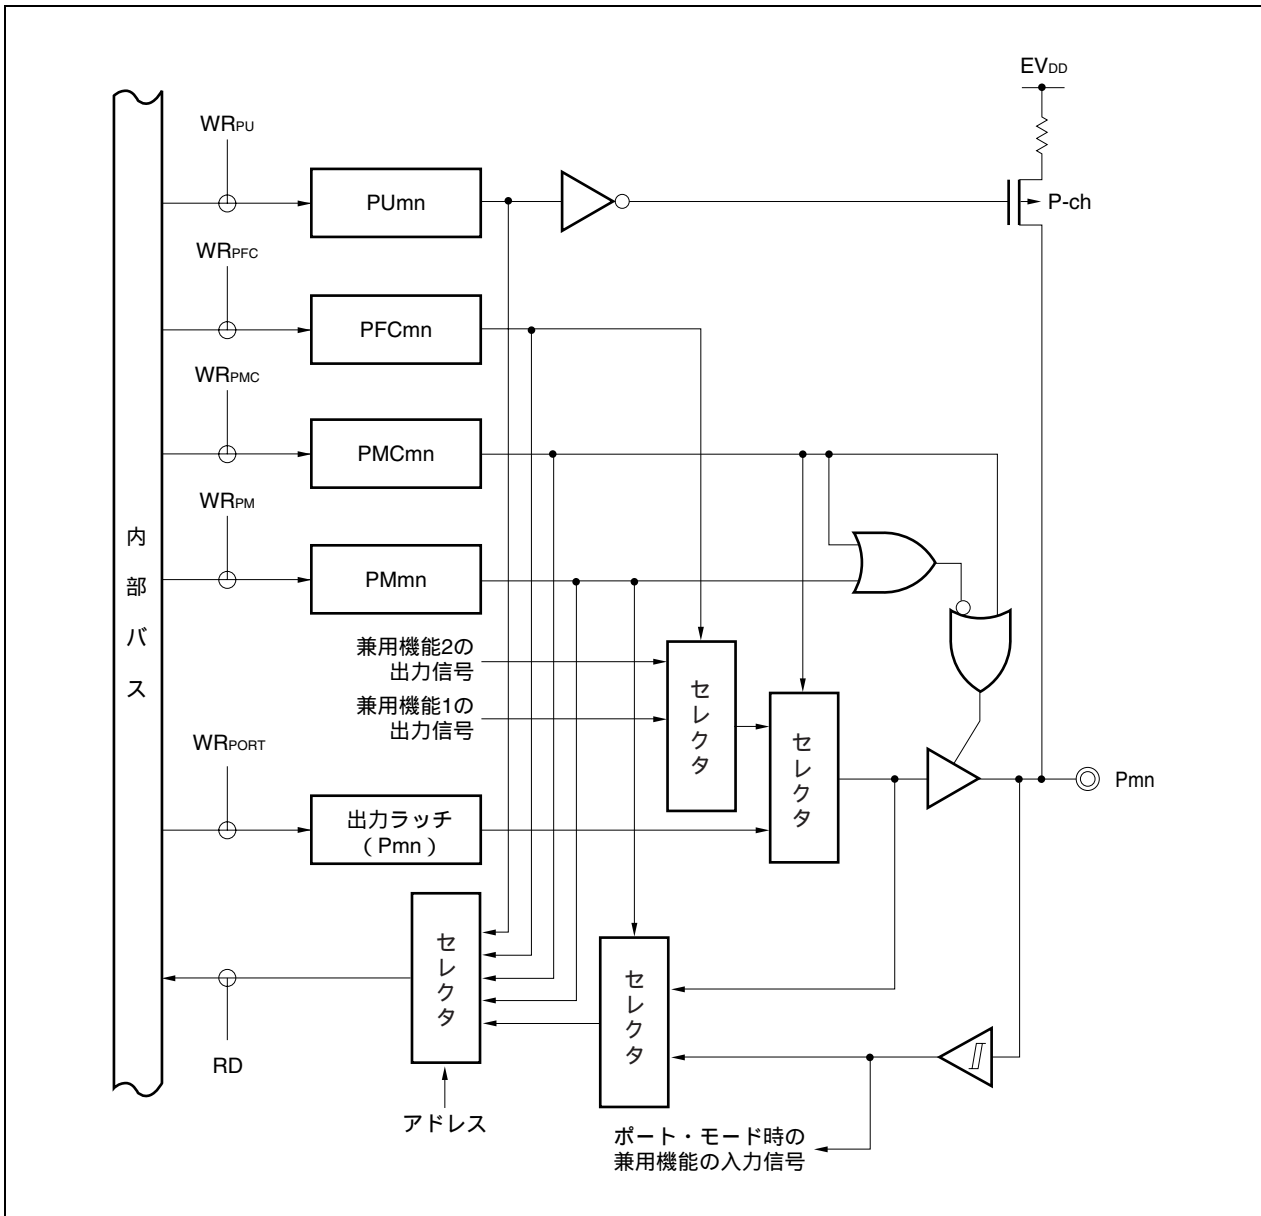 EVDD
WRPU
PUmn
P-ch
WRPFC
PFCmn
WRPMC
PMCmn
WRPM
PMmn
内部バス
兼用機能2の
出力信号
兼用機能1の
出力信号
セレクタ
セレクタ
WRPORT
出力ラッチ
（Pmn）
Pmn
セレクタ
セレクタ
RD
アドレス
ポート・モード時の
兼用機能の入力信号